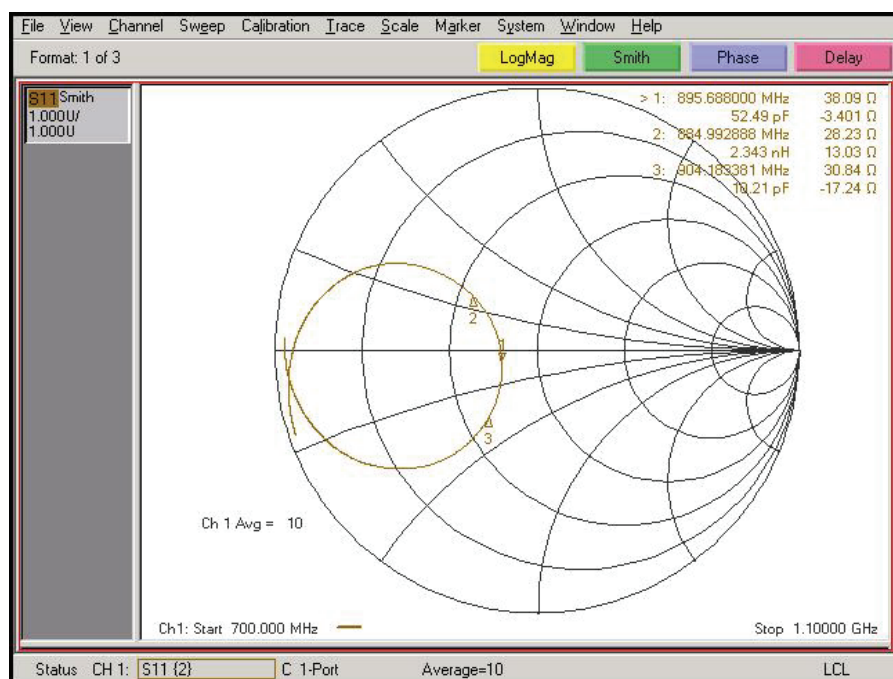 File View Channel Sweep Calibration Trace Scale Marker System Window Help
Format: 1 of 3 LogMag Smith Phase Delay
S11 Smith
1.000U/
1.000U
> 1: 895.688000 MHz 38.09 Ω
52.49 pF -3.401 Ω
2: 884.992888 MHz 28.23 Ω
2.343 nH 13.03 Ω
3: 904.183381 MHz 30.84 Ω
10.21 pF -17.24 Ω
2
1
3
Ch 1 Avg = 10
Ch1: Start 700.000 MHz Stop 1.10000 GHz
Status CH 1: S11 {2} C 1-Port Average=10 LCL